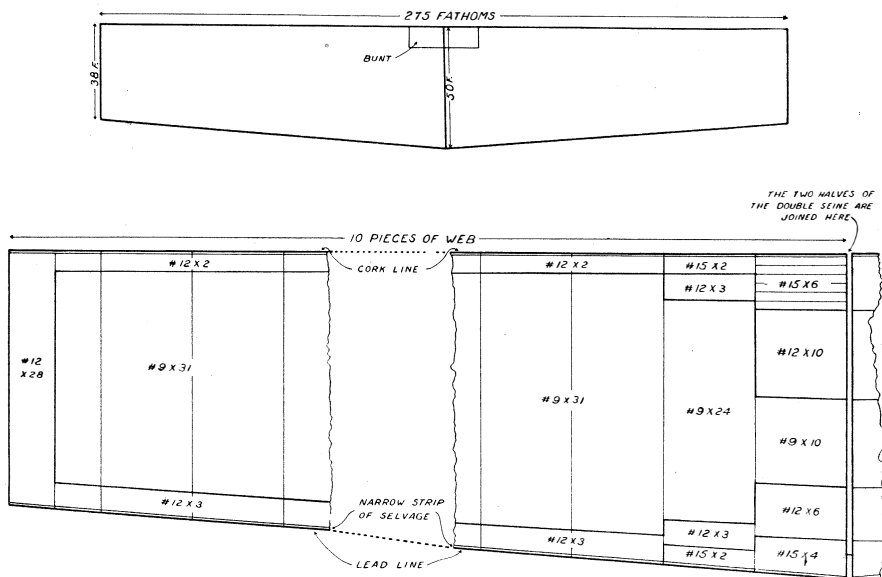 275 FATHOMS
BUNT
38 F.
50 F.
THE TWO HALVES OF
THE DOUBLE SEINE ARE
JOINED HERE
10 PIECES OF WEB
#12 X 2
CORK LINE
#12 X 2
#15 X 2
#12 X 3
#15 X 6
#12
X 28
#9 X 31
#9 X 31
#9 X 24
#12 X 10
#9 X 10
#12 X 3
NARROW STRIP
OF SELVAGE
#12 X 3
#12 X 3
#12 X 6
#15 X 2
#15 X 4
LEAD LINE